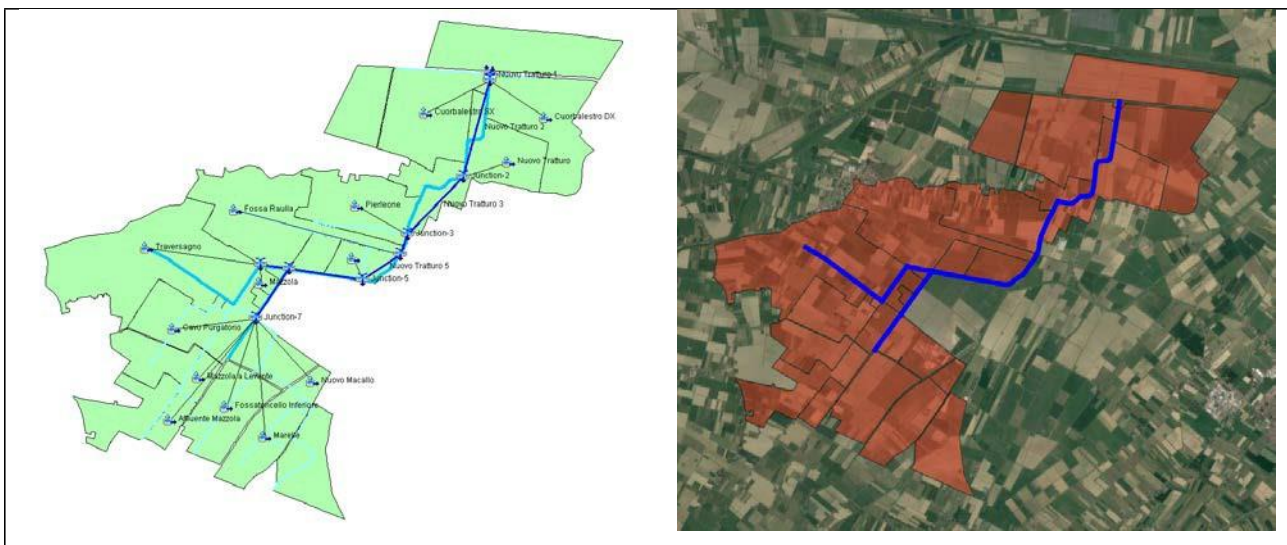 Nuovo Tratturo-1
Cuorbalestro SX
Cuorbalestro DX
Nuovo Tratturo 2
Nuovo Tratturo
Junction-2
Nuovo Tratturo 3
Pierleone
Fossa Raulla
Junction-3
Traversagno
Nuovo Tratturo 5
Junction-5
Mazzola
Junction-7
Cavo Purgatorio
Mazzola a Levante
Nuovo Macallo
Fossatoncello Inferiore
Affluente Mazzola
Marelle